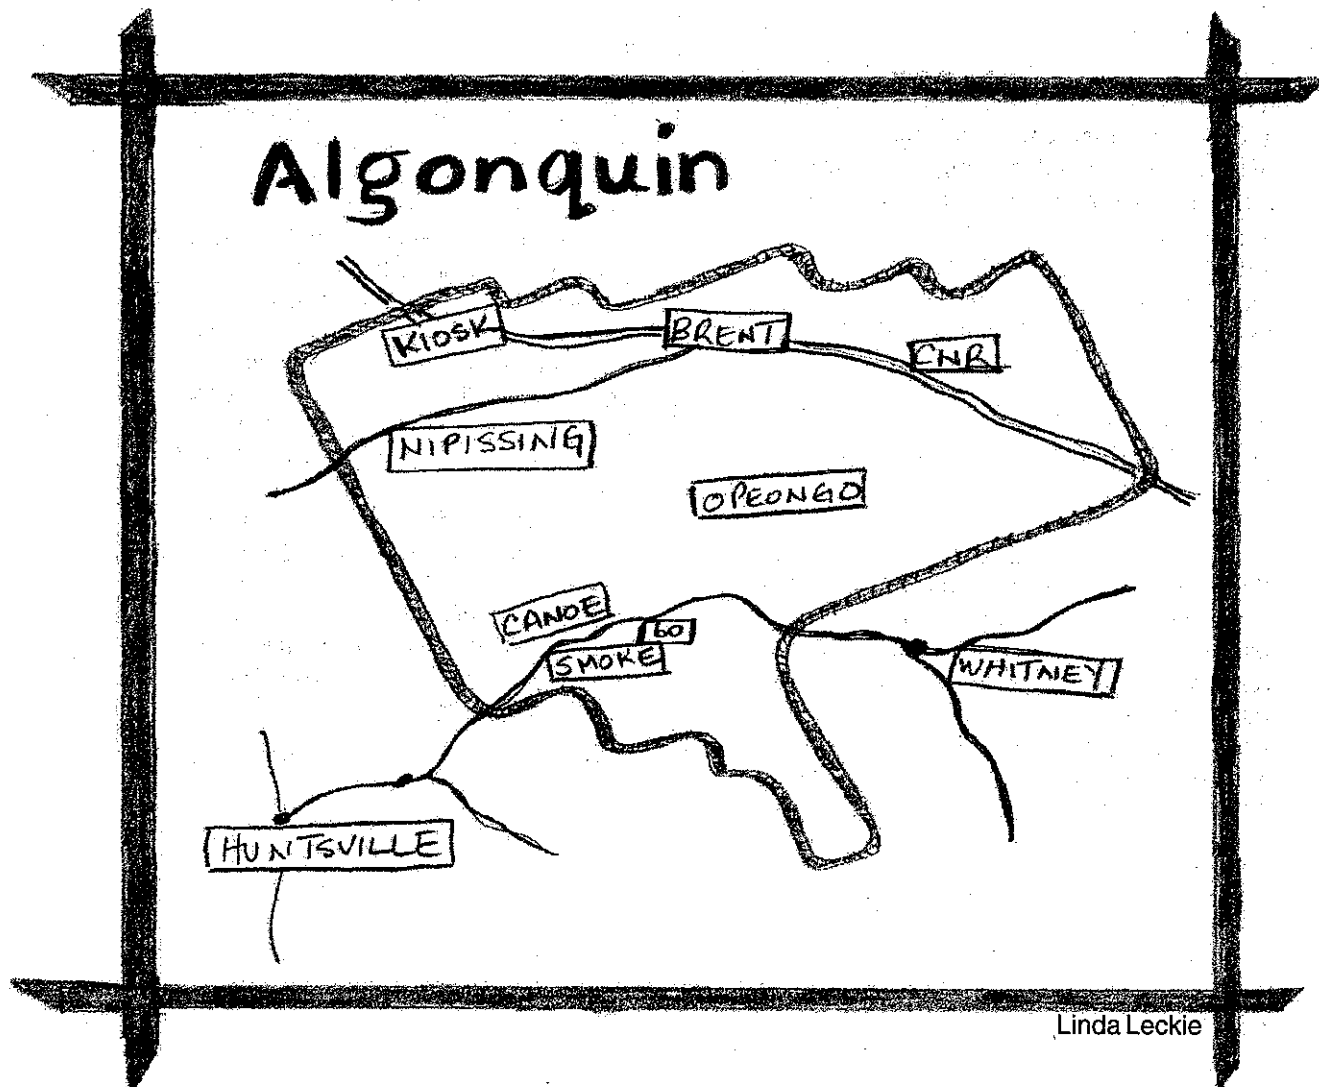 Algonquin
KIOSK
BRENT
CNR
NIPISSING
OPEONGO
CANOE
60
SMOKE
WHITNEY
HUNTSVILLE
Linda Leckie